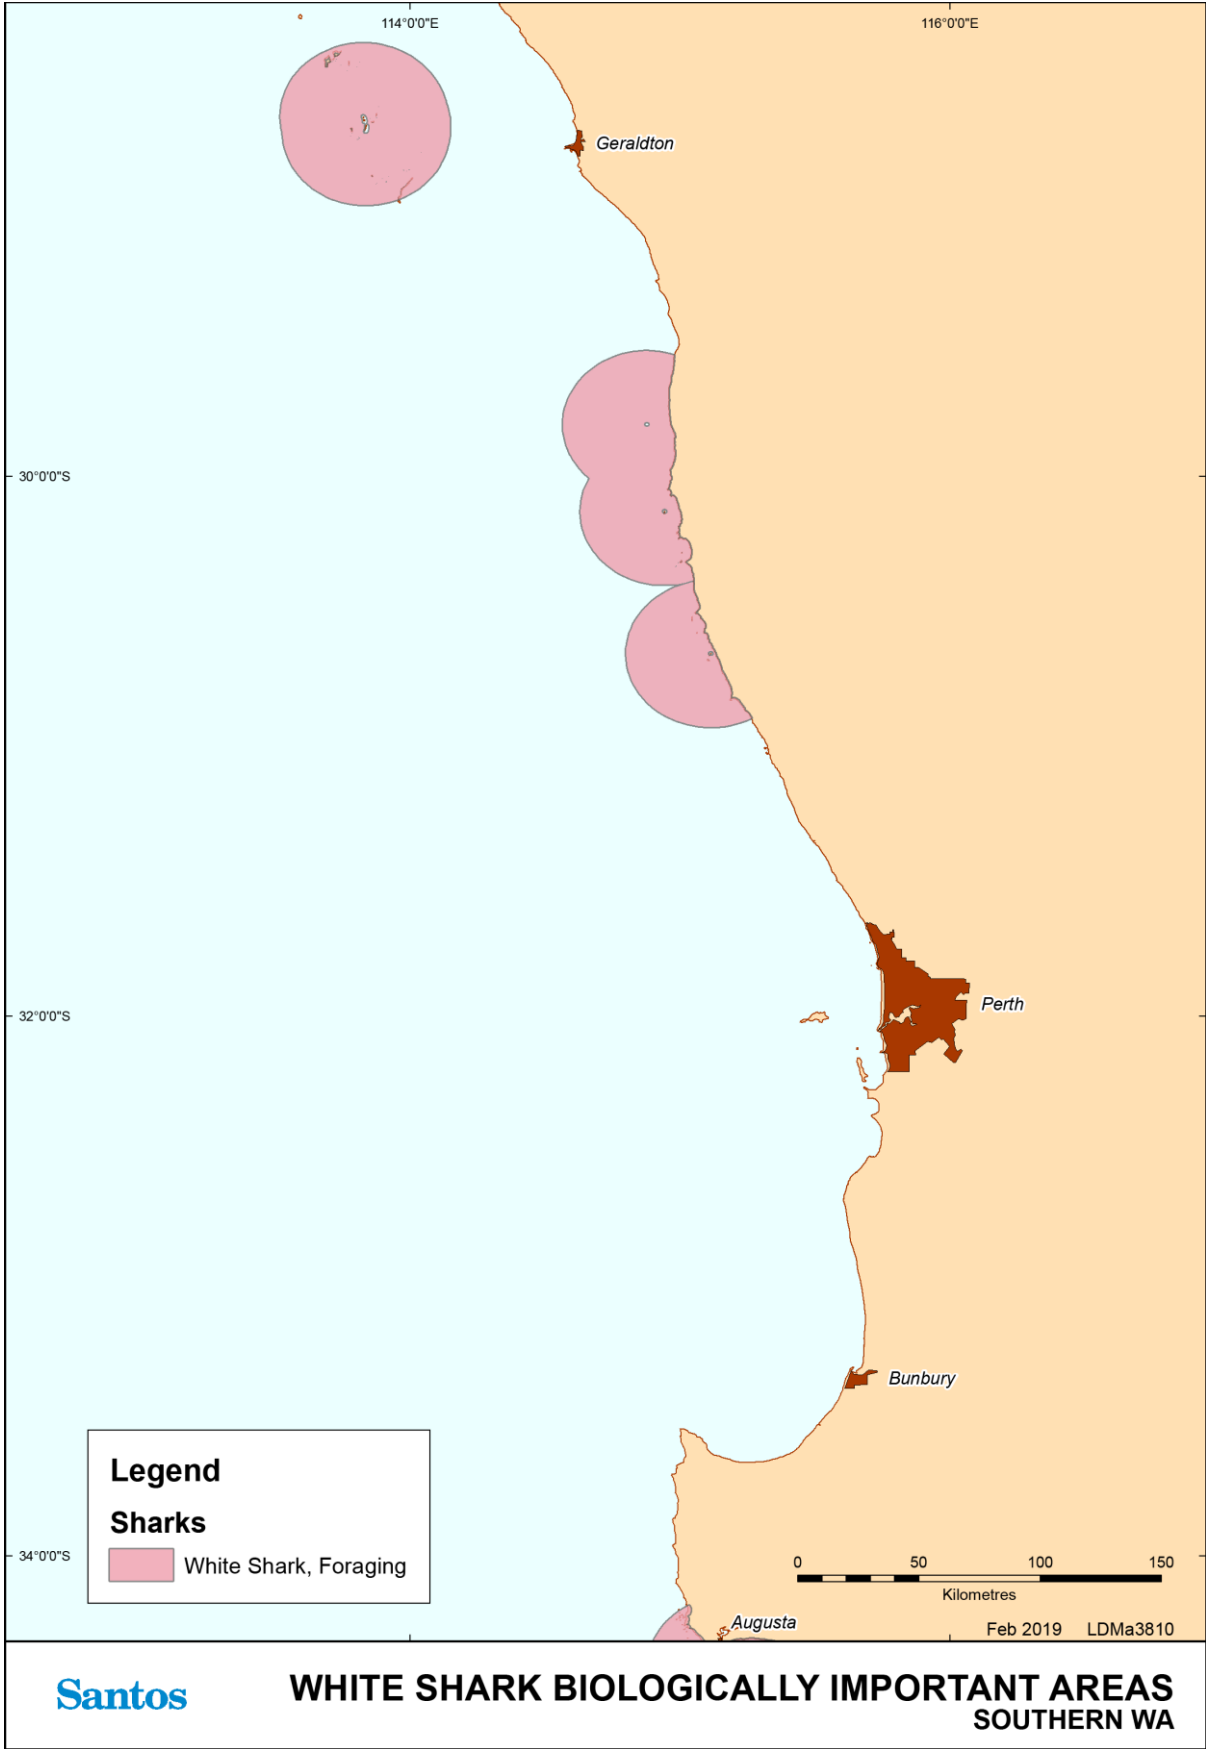 114°0'0"E
116°0'0"E
Geraldton
30°0'0"S
32°0'0"S
Perth
Bunbury
Legend
Sharks
White Shark, Foraging
34°0'0"S
0 50 100 150
Kilometres
Augusta
Feb 2019 LDMa3810
Santos
WHITE SHARK BIOLOGICALLY IMPORTANT AREAS
SOUTHERN WA